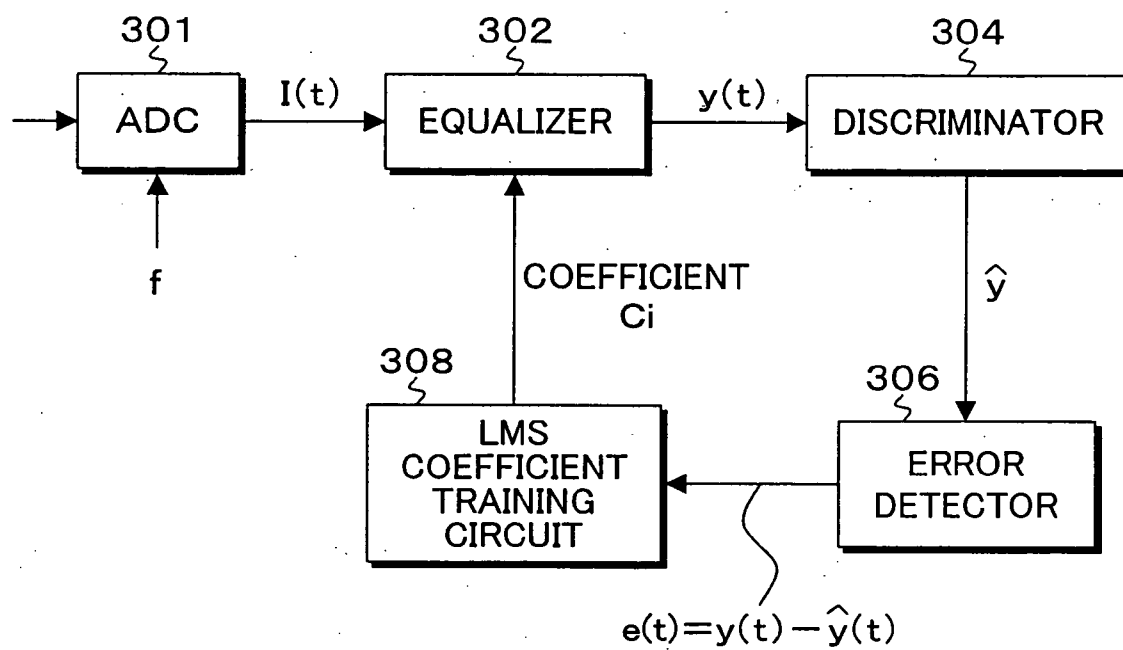 301
302
304
ADC
I(t)
EQUALIZER
y(t)
DISCRIMINATOR
f
COEFFICIENT
Ci
ŷ
308
306
LMS
COEFFICIENT
TRAINING
CIRCUIT
ERROR
DETECTOR
e(t)=y(t)-ŷ(t)